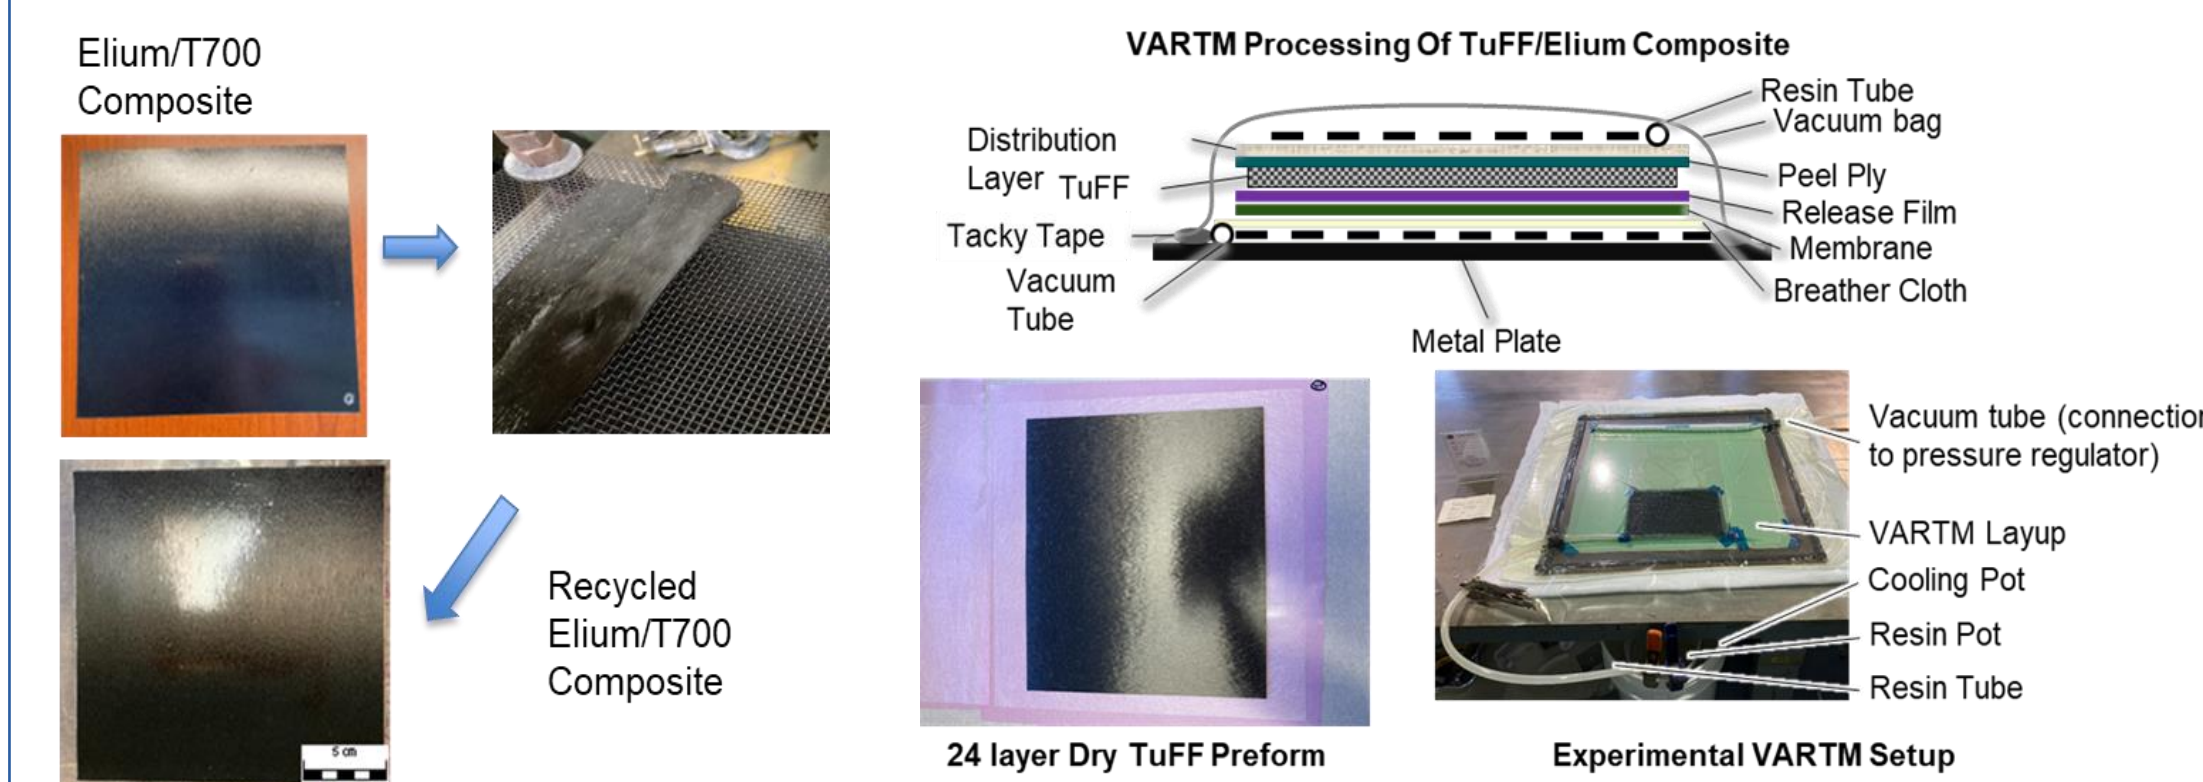 Elium/T700
Composite
Recycled
Elium/T700
Composite
5 cm
VARTM Processing Of TuFF/Elium Composite
Resin Tube
Vacuum bag
Distribution
Layer
TuFF
Peel Ply
Release Film
Tacky Tape
Membrane
Vacuum
Tube
Breather Cloth
Metal Plate
24 layer Dry TuFF Preform
Vacuum tube (connection
to pressure regulator)
VARTM Layup
Cooling Pot
Resin Pot
Resin Tube
Experimental VARTM Setup